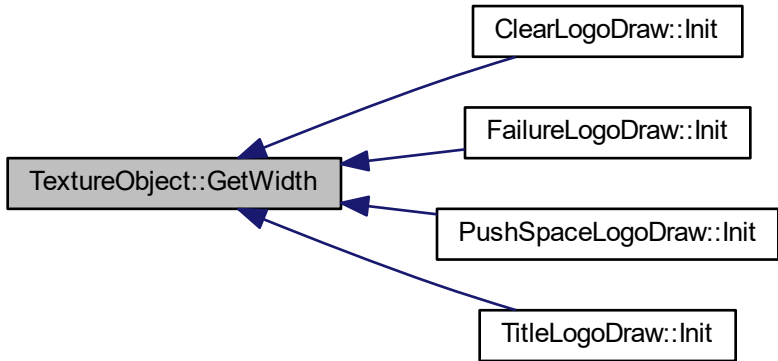 ClearLogoDraw::Init
FailureLogoDraw::Init
TextureObject::GetWidth
PushSpaceLogoDraw::Init
TitleLogoDraw::Init